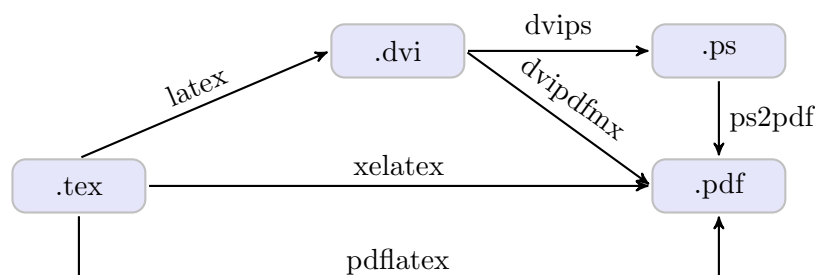 dvips
.dvi
.ps
latex
dvipdfmx
ps2pdf
xelatex
.tex
.pdf
pdflatex